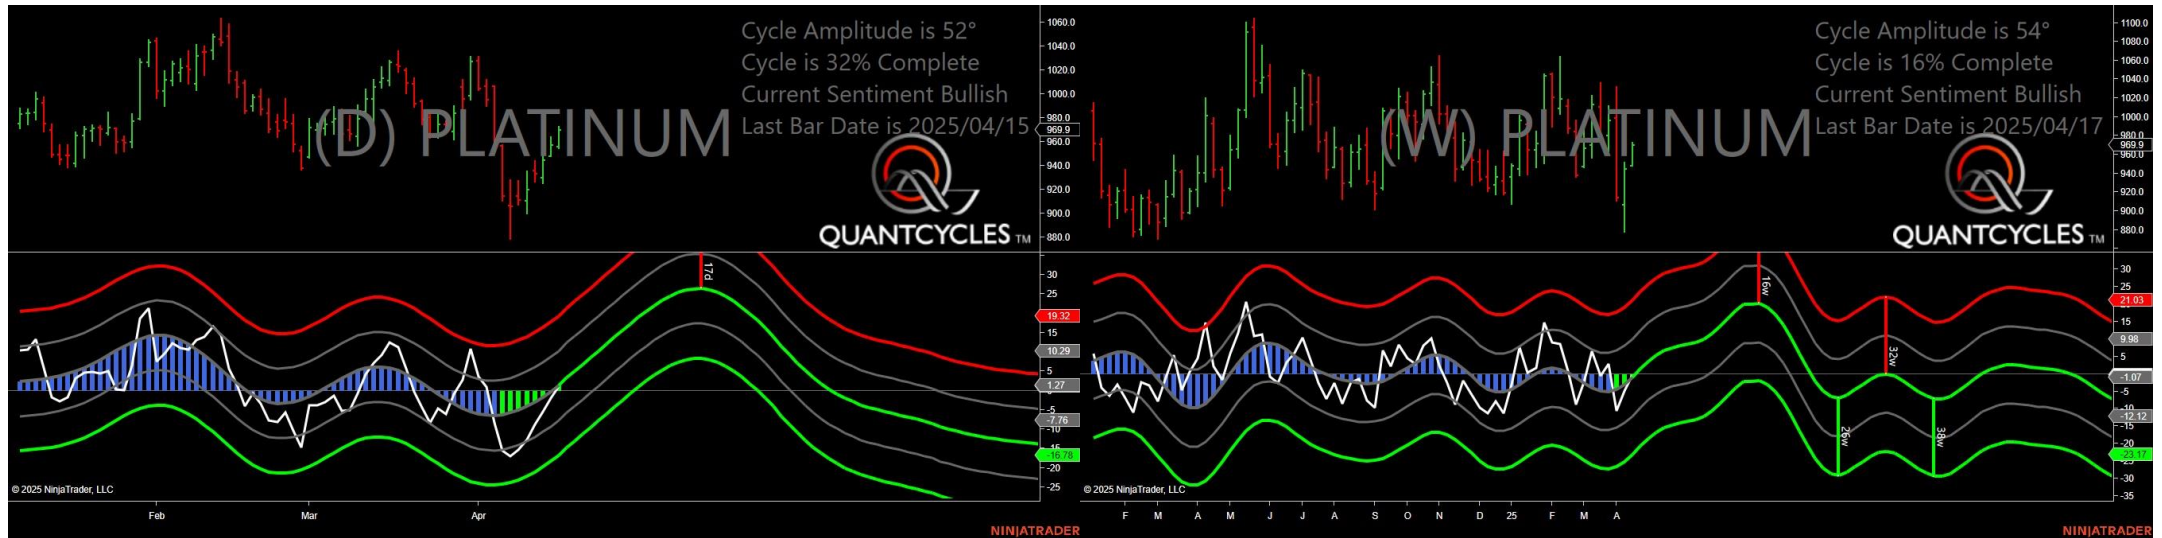 Cycle Amplitude is 52°
Cycle is 32% Complete
Current Sentiment Bullish
Last Bar Date is 2025/04/15
(D) PLATINUM
QUANTCYCLES TM
1060.0
1040.0
1020.0
1000.0
980.0
969.9
960.0
940.0
920.0
900.0
880.0
17d
30
25
19.32
15
10.29
5
1.27
-5
-7.76
-10
-15
-16.78
-20
-25
© 2025 NinjaTrader, LLC
Feb
Mar
Apr
NINJATRADER
Cycle Amplitude is 54°
Cycle is 16% Complete
Current Sentiment Bullish
Last Bar Date is 2025/04/17
(W) PLATINUM
QUANTCYCLES TM
1100.0
1080.0
1060.0
1040.0
1020.0
1000.0
980.0
969.9
960.0
940.0
920.0
900.0
880.0
16w
32w
26w
38w
30
25
21.03
15
9.98
5
-1.07
-5
-10
-12.12
-15
-20
-23.17
-30
-35
© 2025 NinjaTrader, LLC
F
M
A
M
J
J
A
S
O
N
D
25
F
M
A
NINJATRADER